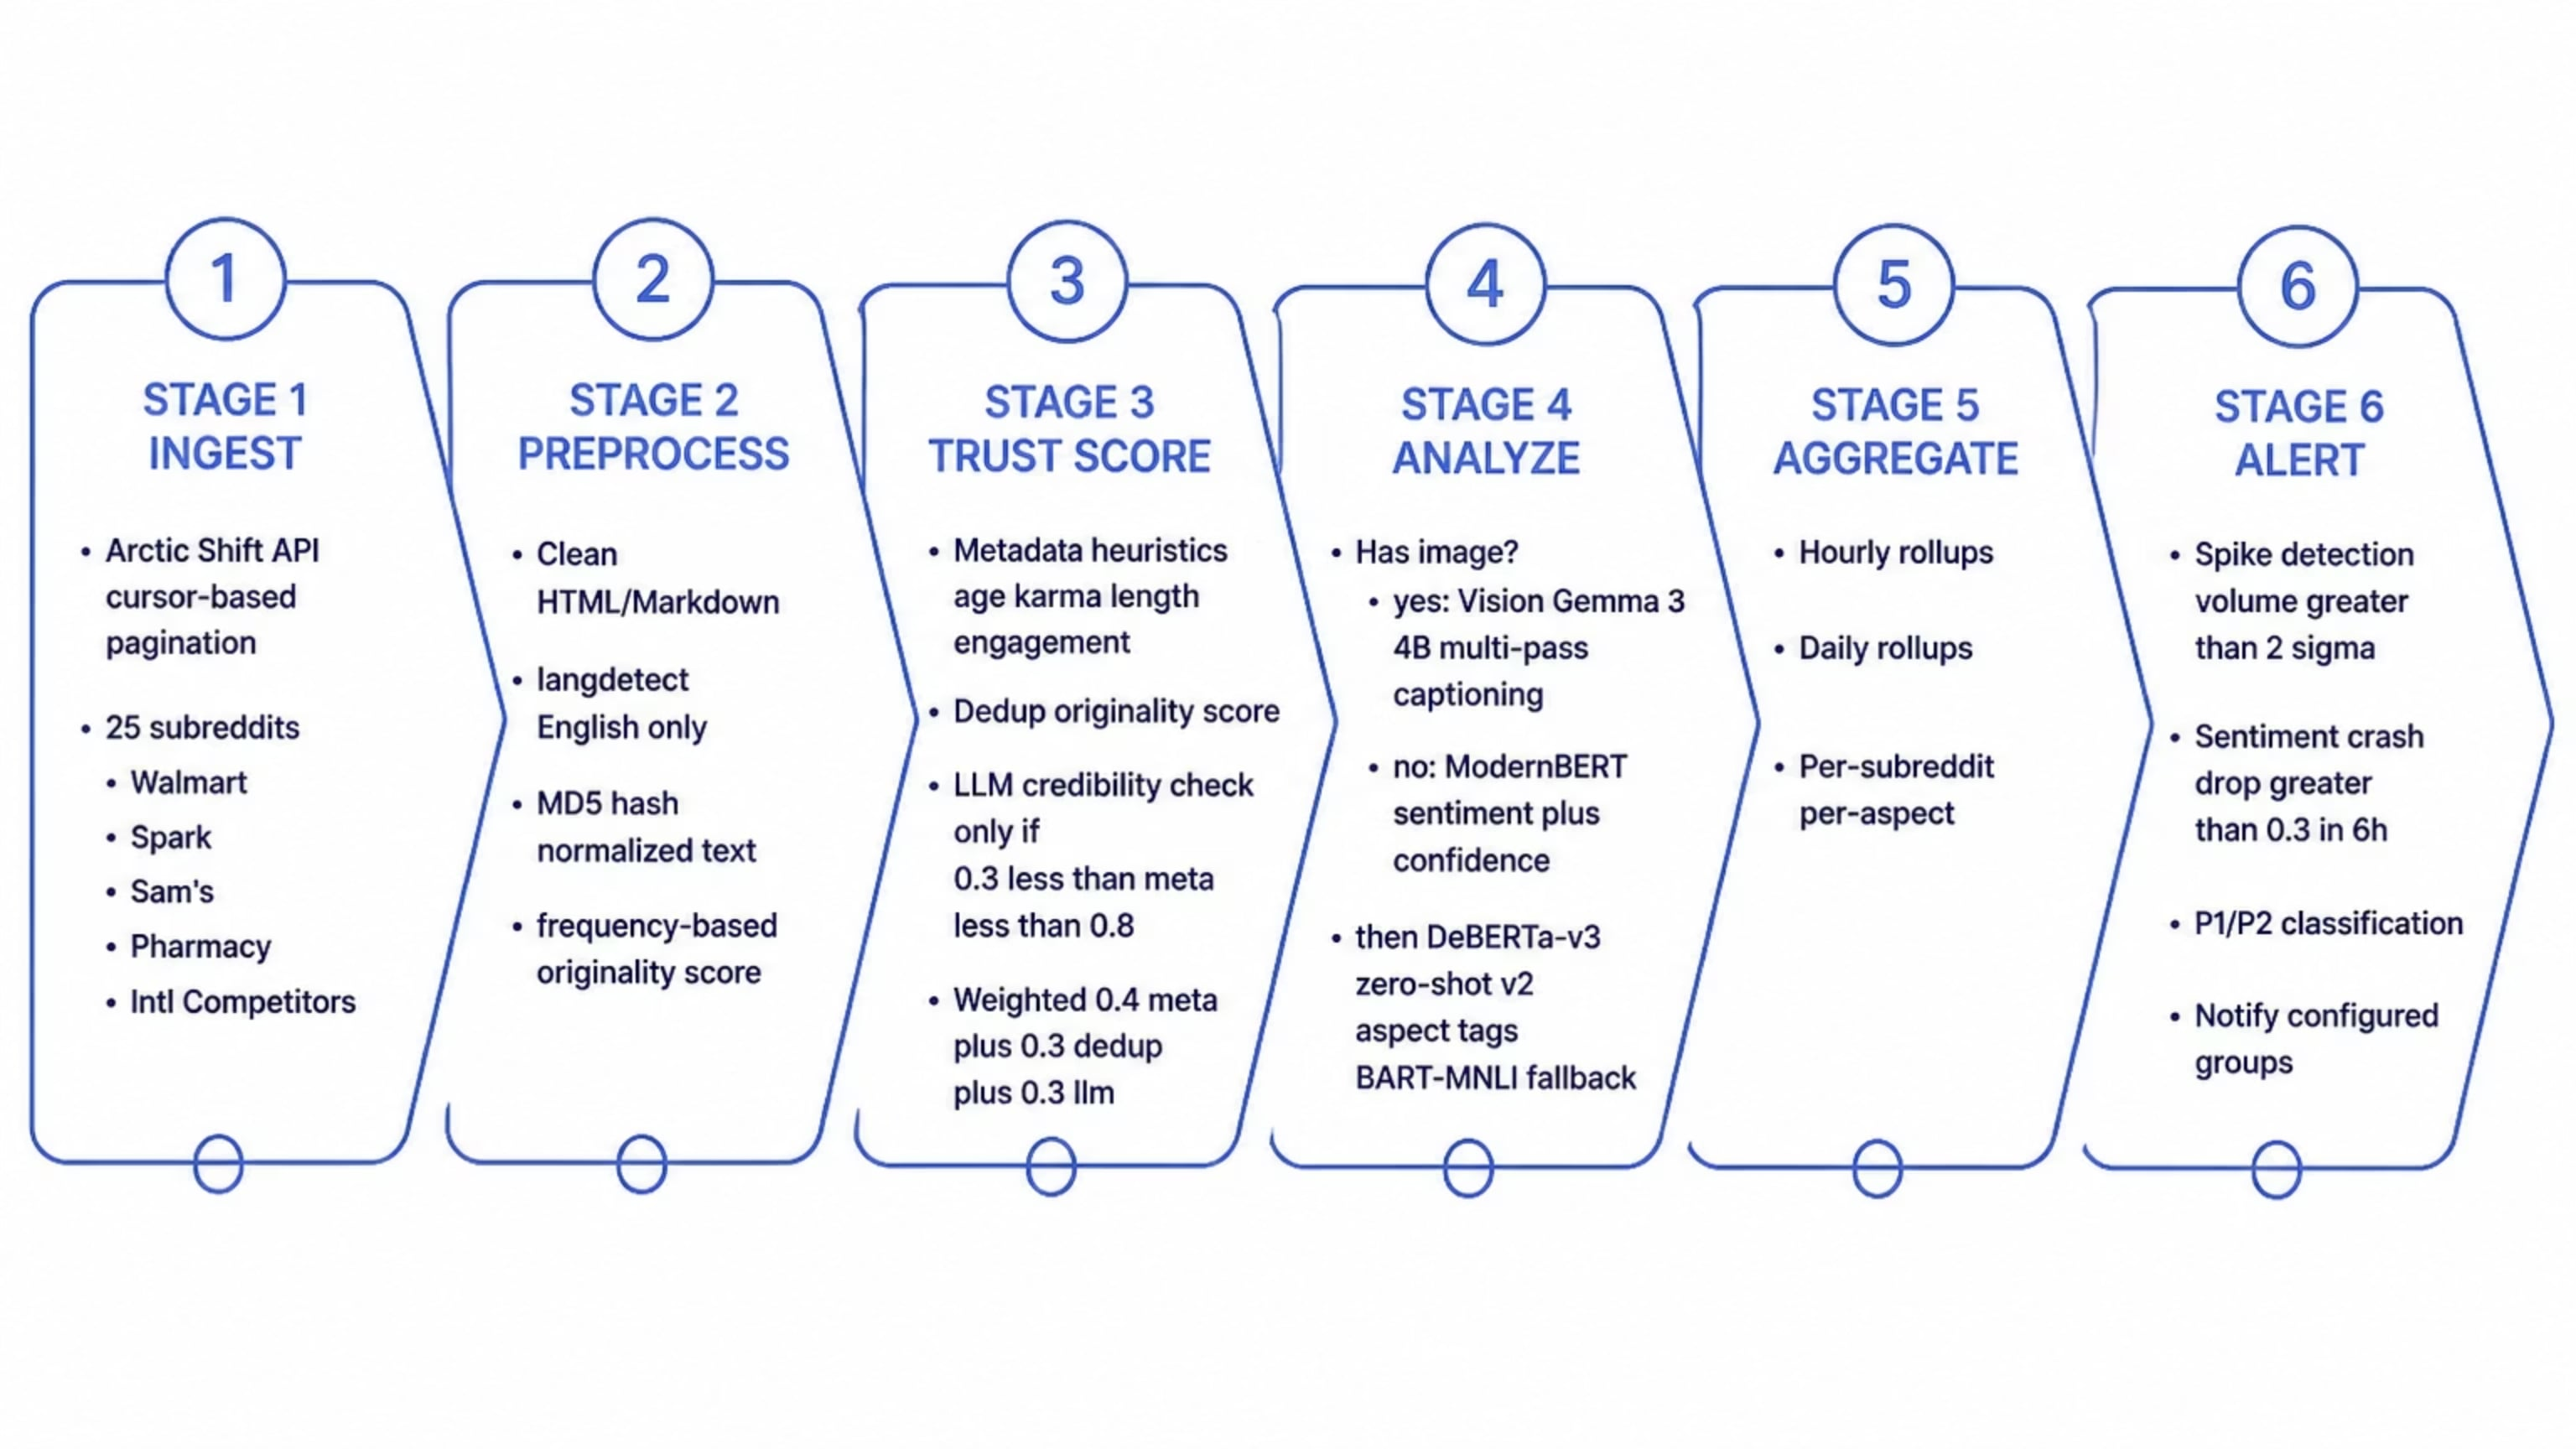 1
STAGE 1
INGEST
• Arctic Shift API
cursor-based
pagination
• 25 subreddits
• Walmart
• Spark
• Sam's
• Pharmacy
• Intl Competitors
2
STAGE 2
PREPROCESS
• Clean
HTML/Markdown
• langdetect
English only
• MD5 hash
normalized text
• frequency-based
originality score
3
STAGE 3
TRUST SCORE
• Metadata heuristics
age karma length
engagement
• Dedup originality score
• LLM credibility check
only if
0.3 less than meta
less than 0.8
• Weighted 0.4 meta
plus 0.3 dedup
plus 0.3 llm
4
STAGE 4
ANALYZE
• Has image?
• yes: Vision Gemma 3
4B multi-pass
captioning
• no: ModernBERT
sentiment plus
confidence
• then DeBERTa-v3
zero-shot v2
aspect tags
BART-MNLI fallback
5
STAGE 5
AGGREGATE
• Hourly rollups
• Daily rollups
• Per-subreddit
per-aspect
6
STAGE 6
ALERT
• Spike detection
volume greater
than 2 sigma
• Sentiment crash
drop greater
than 0.3 in 6h
• P1/P2 classification
• Notify configured
groups